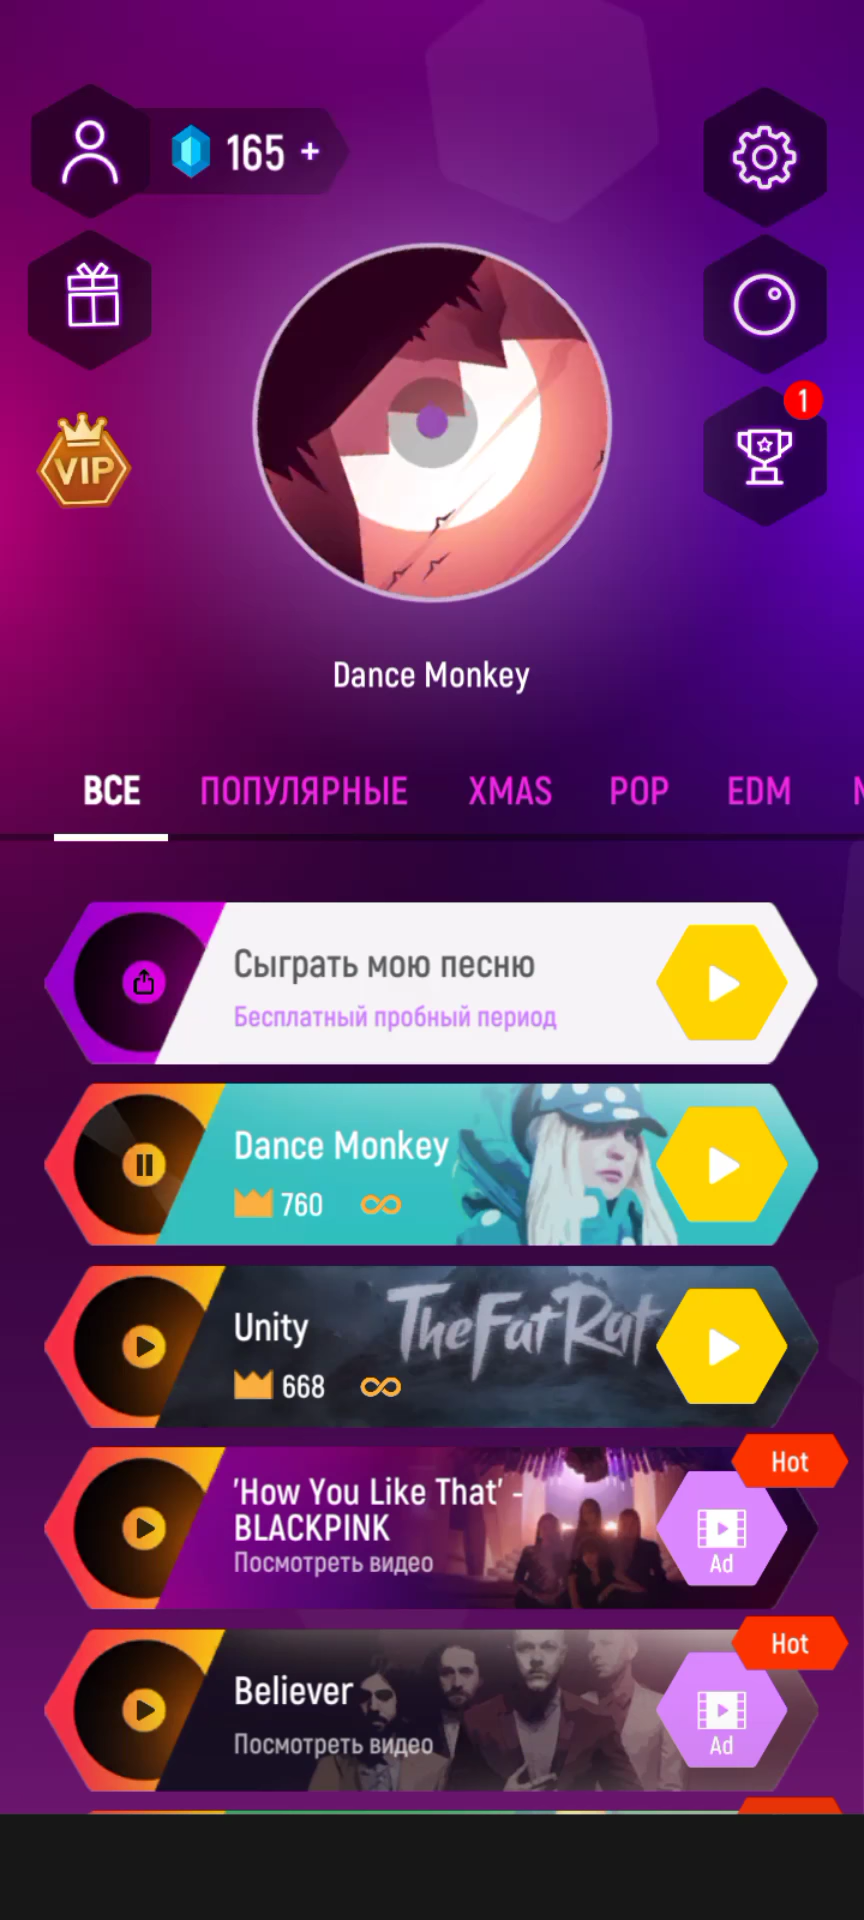 165 +
VIP
1
Dance Monkey
ВСЕ ПОПУЛЯРНЫЕ XMAS POP EDM
Сыграть мою песню
Бесплатный пробный период
Dance Monkey
760
Unity
TheFatRat
668
Hot
'How You Like That' -
BLACKPINK
Посмотреть видео
Ad
Hot
Believer
Посмотреть видео
Ad